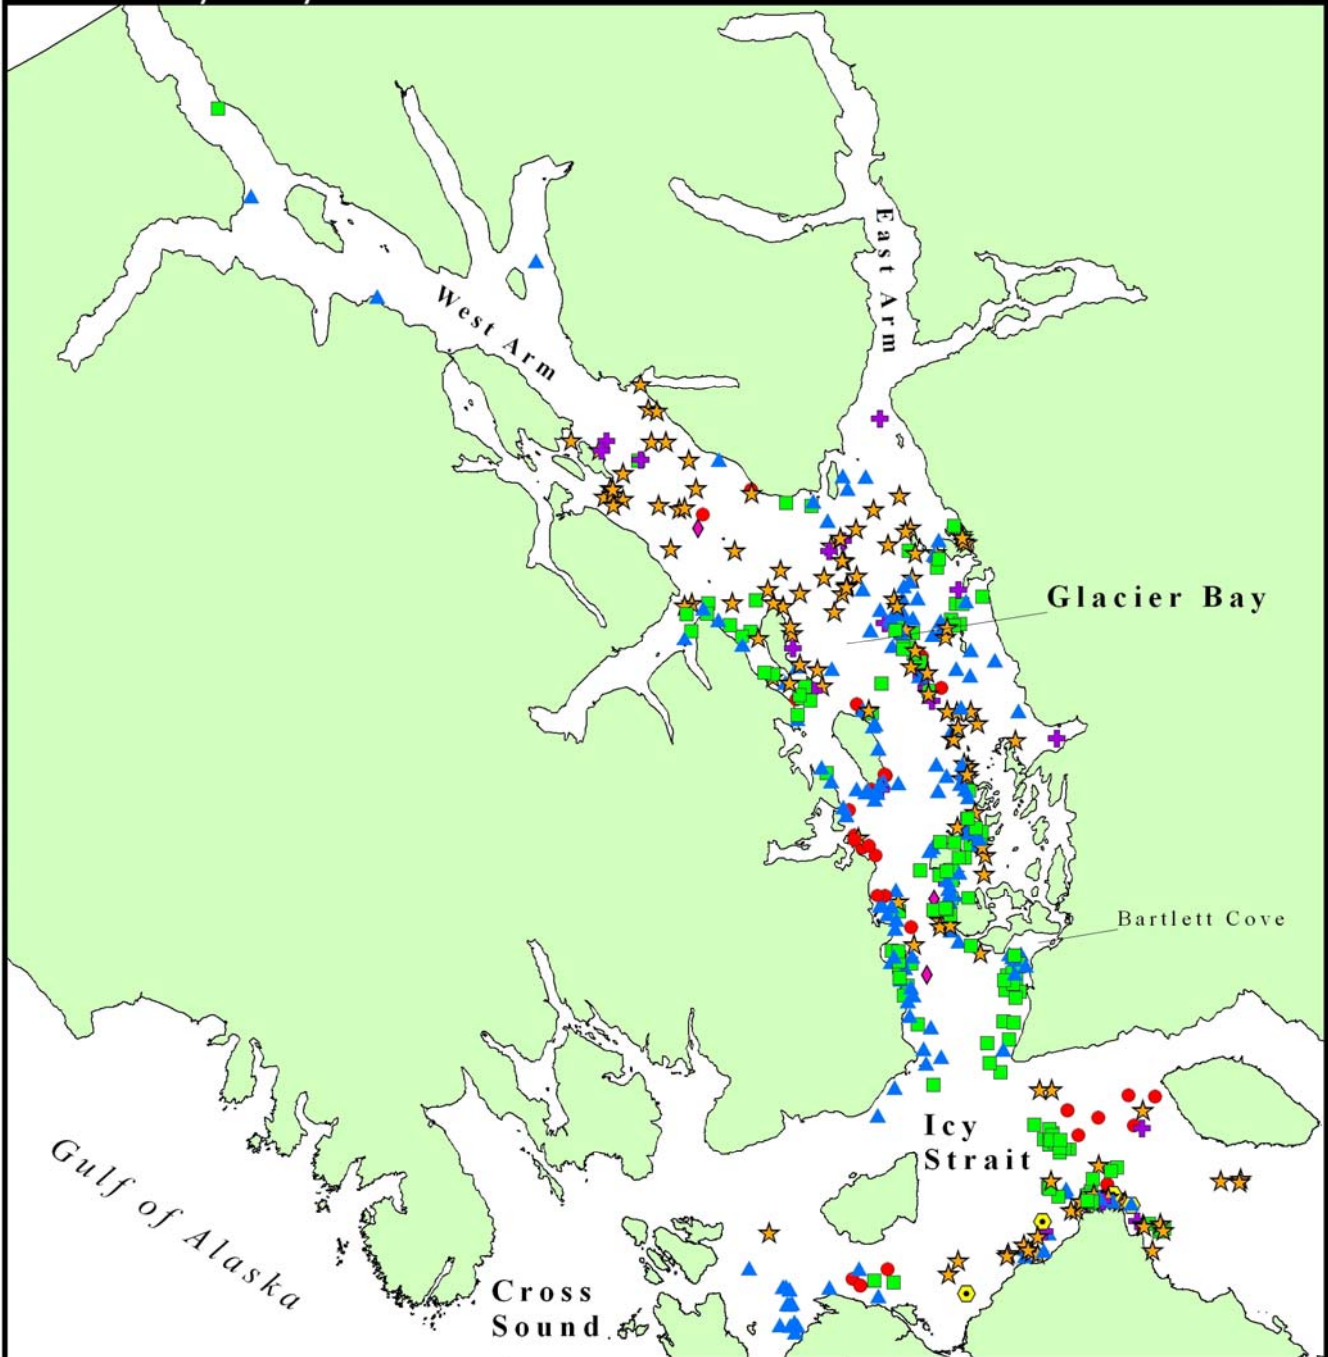 East Arm
West Arm
Glacier Bay
Bartlett Cove
Icy
Strait
Gulf of Alaska
Cross
Sound